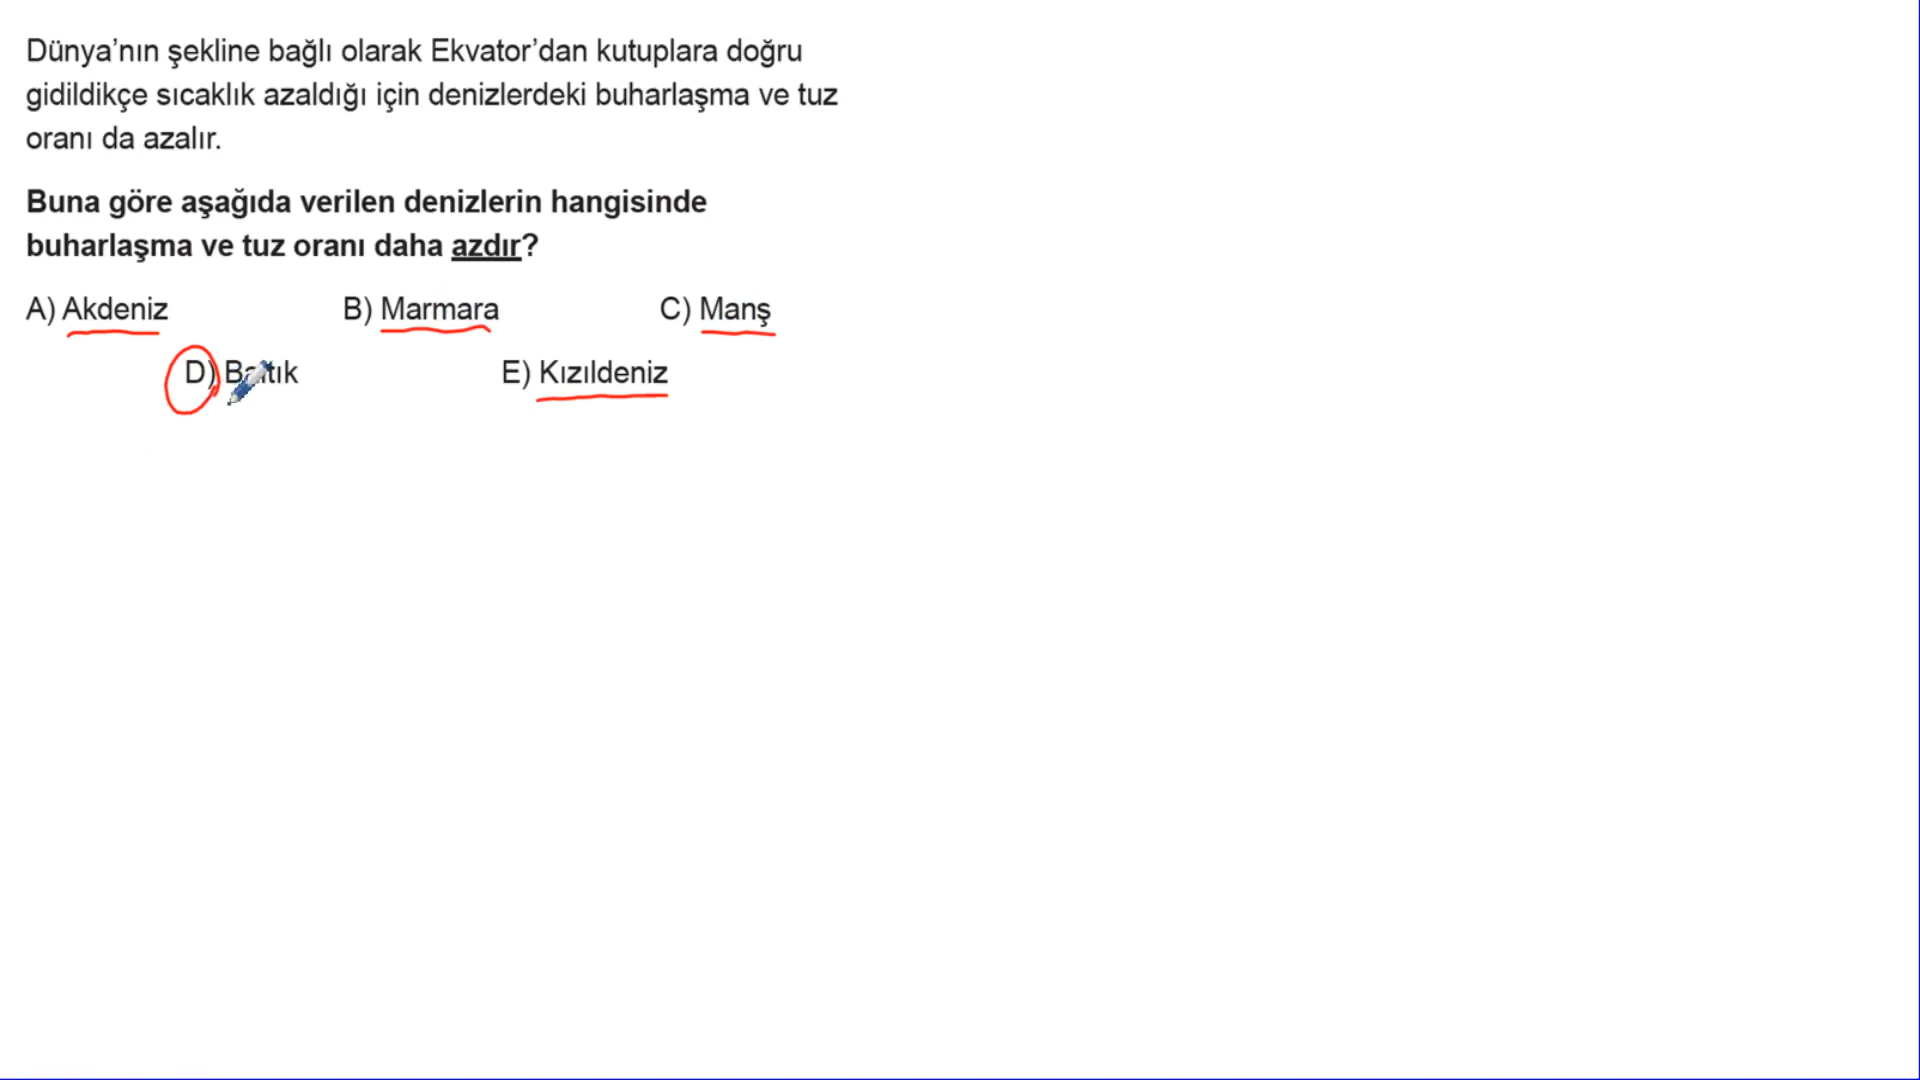 Dünya’nın şekline bağlı olarak Ekvator’dan kutuplara doğru
gidildikçe sıcaklık azaldığı için denizlerdeki buharlaşma ve tuz
oranı da azalır.
Buna göre aşağıda verilen denizlerin hangisinde
buharlaşma ve tuz oranı daha azdır?
A) Akdeniz B) Marmara C) Manş
D) Baltık E) Kızıldeniz